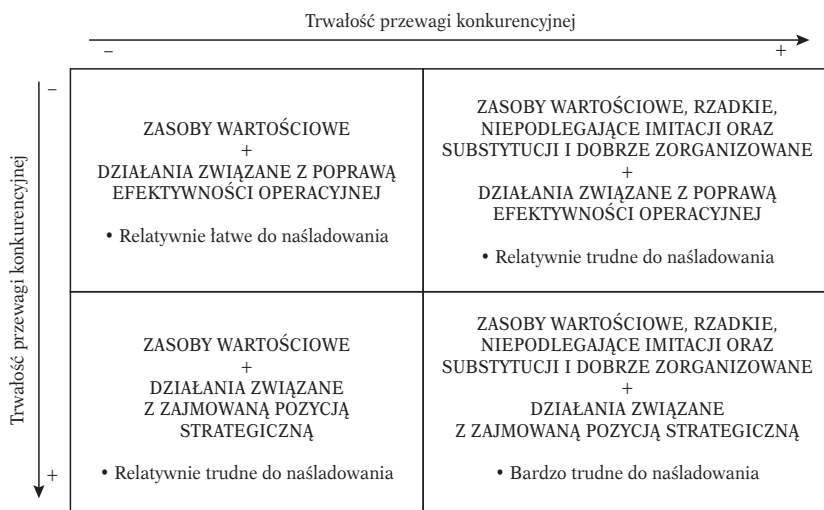 Trwałość przewagi konkurencyjnej
–
+
Trwałość przewagi konkurencyjnej
–
+
ZASOBY WARTOŚCIOWE
+
DZIAŁANIA ZWIĄZANE Z POPRAWĄ
EFEKTYWNOŚCI OPERACYJNEJ
• Relatywnie łatwe do naśladowania
ZASOBY WARTOŚCIOWE, RZADKIE,
NIEPODLEGAJĄCE IMITACJI ORAZ
SUBSTYTUCJI I DOBRZE ZORGANIZOWANE
+
DZIAŁANIA ZWIĄZANE Z POPRAWĄ
EFEKTYWNOŚCI OPERACYJNEJ
• Relatywnie trudne do naśladowania
ZASOBY WARTOŚCIOWE
+
DZIAŁANIA ZWIĄZANE
Z ZAJMOWANĄ POZYCJĄ
STRATEGICZNĄ
• Relatywnie trudne do naśladowania
ZASOBY WARTOŚCIOWE, RZADKIE,
NIEPODLEGAJĄCE IMITACJI ORAZ
SUBSTYTUCJI I DOBRZE ZORGANIZOWANE
+
DZIAŁANIA ZWIĄZANE
Z ZAJMOWANĄ POZYCJĄ STRATEGICZNĄ
• Bardzo trudne do naśladowania